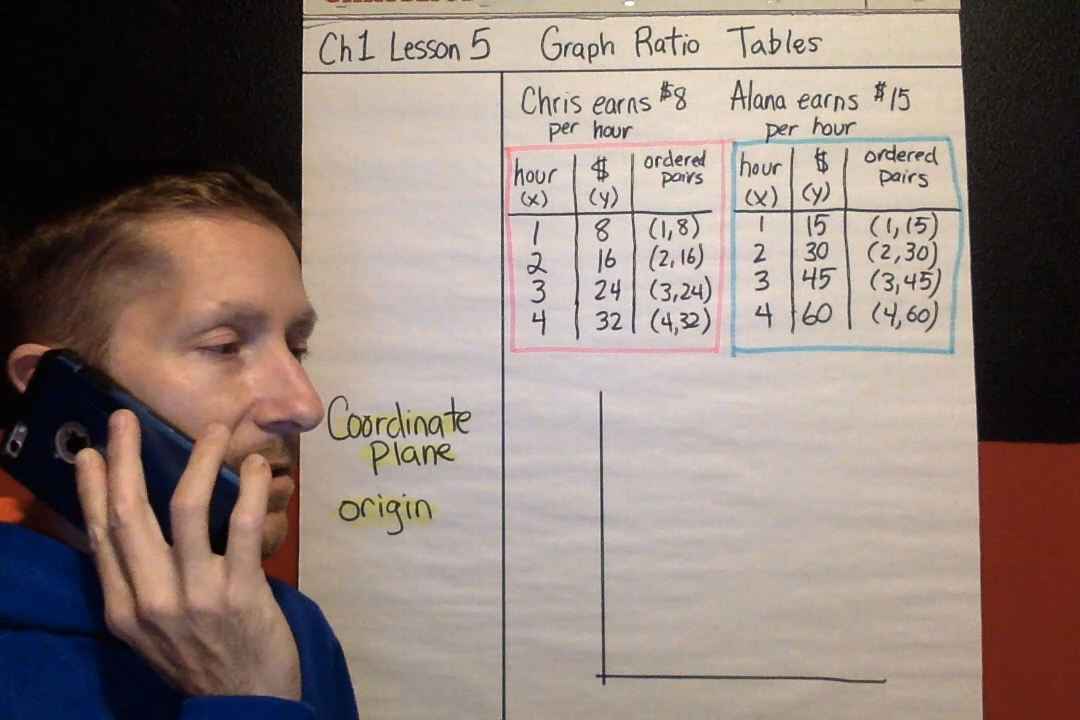 Ch1 Lesson 5 Graph Ratio Tables
Chris earns $8
per hour
hour
(x)
$
(y)
ordered
pairs
1 8 (1,8)
2 16 (2,16)
3 24 (3,24)
4 32 (4,32)
Alana earns $15
per hour
hour
(x)
$
(y)
ordered
pairs
1 15 (1,15)
2 30 (2,30)
3 45 (3,45)
4 60 (4,60)
Coordinate
plane
origin